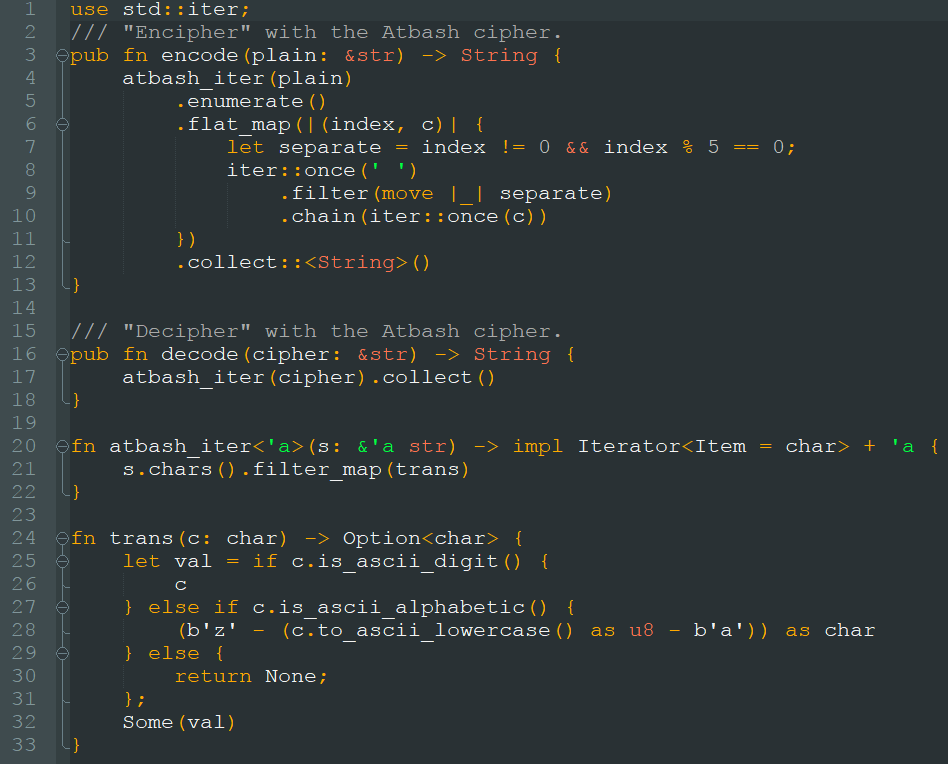 1 use std::iter;
2 /// "Encipher" with the Atbash cipher.
3 pub fn encode(plain: &str) -> String {
4     atbash_iter(plain)
5         .enumerate()
6         .flat_map(|(index, c)| {
7             let separate = index != 0 && index % 5 == 0;
8             iter::once(' ')
9                 .filter(move |_| separate)
10                 .chain(iter::once(c))
11         })
12         .collect::<String>()
13 }
14
15 /// "Decipher" with the Atbash cipher.
16 pub fn decode(cipher: &str) -> String {
17     atbash_iter(cipher).collect()
18 }
19
20 fn atbash_iter<'a>(s: &'a str) -> impl Iterator<Item = char> + 'a {
21     s.chars().filter_map(trans)
22 }
23
24 fn trans(c: char) -> Option<char> {
25     let val = if c.is_ascii_digit() {
26         c
27     } else if c.is_ascii_alphabetic() {
28         (b'z' - (c.to_ascii_lowercase() as u8 - b'a')) as char
29     } else {
30         return None;
31     };
32     Some(val)
33 }